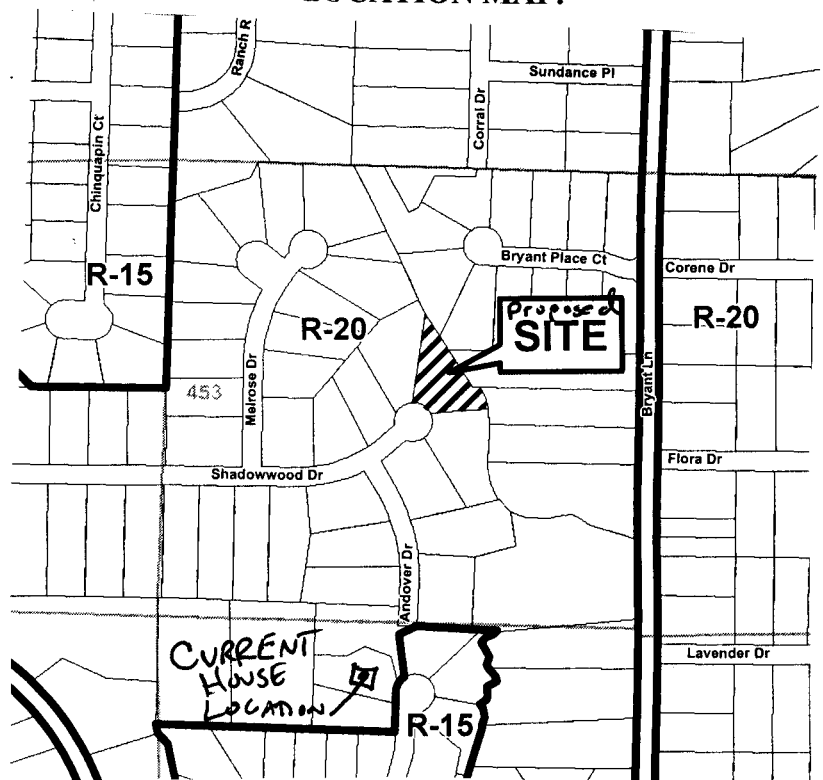 LOCATION MAP:
Ranch R
Sundance Pl
Corral Dr
Chinquapin Ct
Bryant Place Ct
Corene Dr
R-15
R-20
Proposed
SITE
R-20
453
Melrose Dr
Bryant Ln
Shadowwood Dr
Flora Dr
Andover Dr
CURRENT
HOUSE
LOCATION
Lavender Dr
R-15